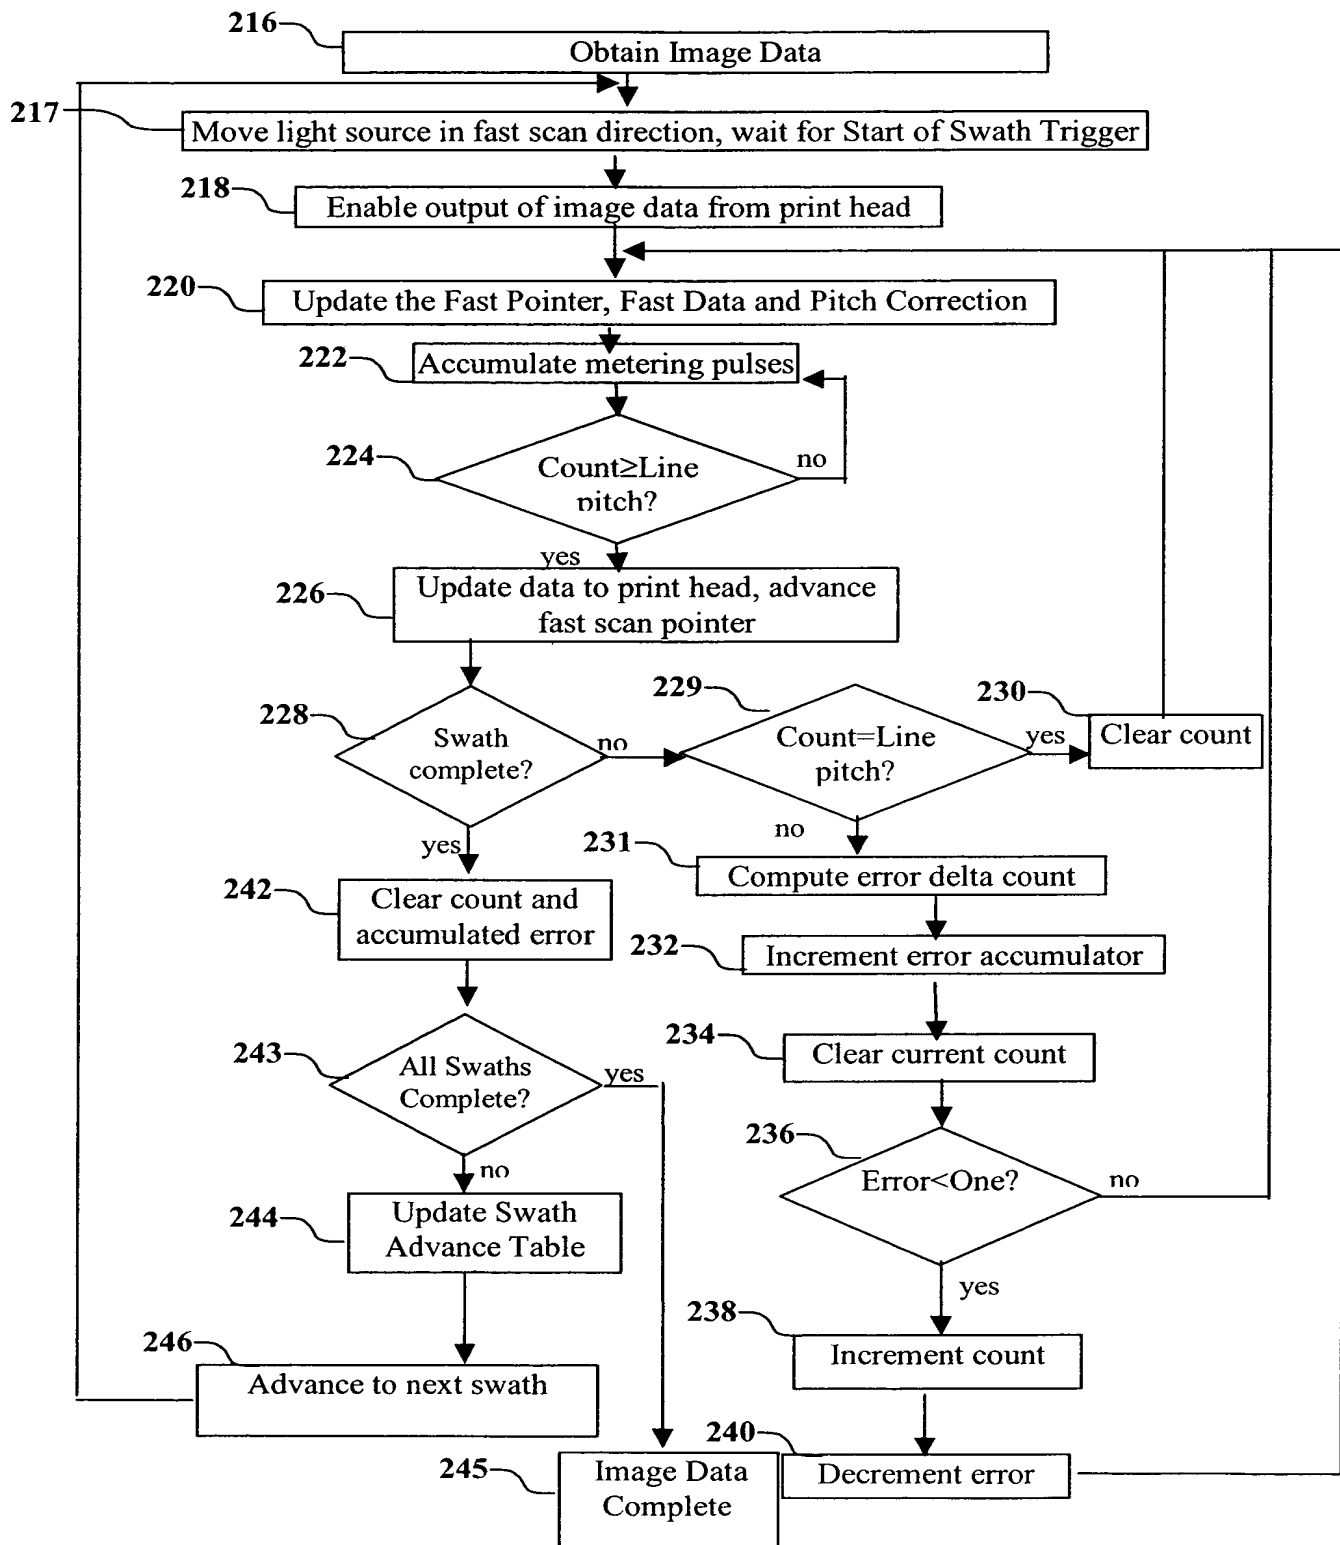 216
Obtain Image Data
217
Move light source in fast scan direction, wait for Start of Swath Trigger
218
Enable output of image data from print head
220
Update the Fast Pointer, Fast Data and Pitch Correction
222
Accumulate metering pulses
224
Count≥Line
pitch?
no
yes
226
Update data to print head, advance
fast scan pointer
228
Swath
complete?
no
yes
229
Count=Line
pitch?
yes
no
230
Clear count
231
Compute error delta count
232
Increment error accumulator
234
Clear current count
236
Error<One?
no
yes
238
Increment count
240
Decrement error
242
Clear count and
accumulated error
243
All Swaths
Complete?
yes
no
244
Update Swath
Advance Table
246
Advance to next swath
245
Image Data
Complete